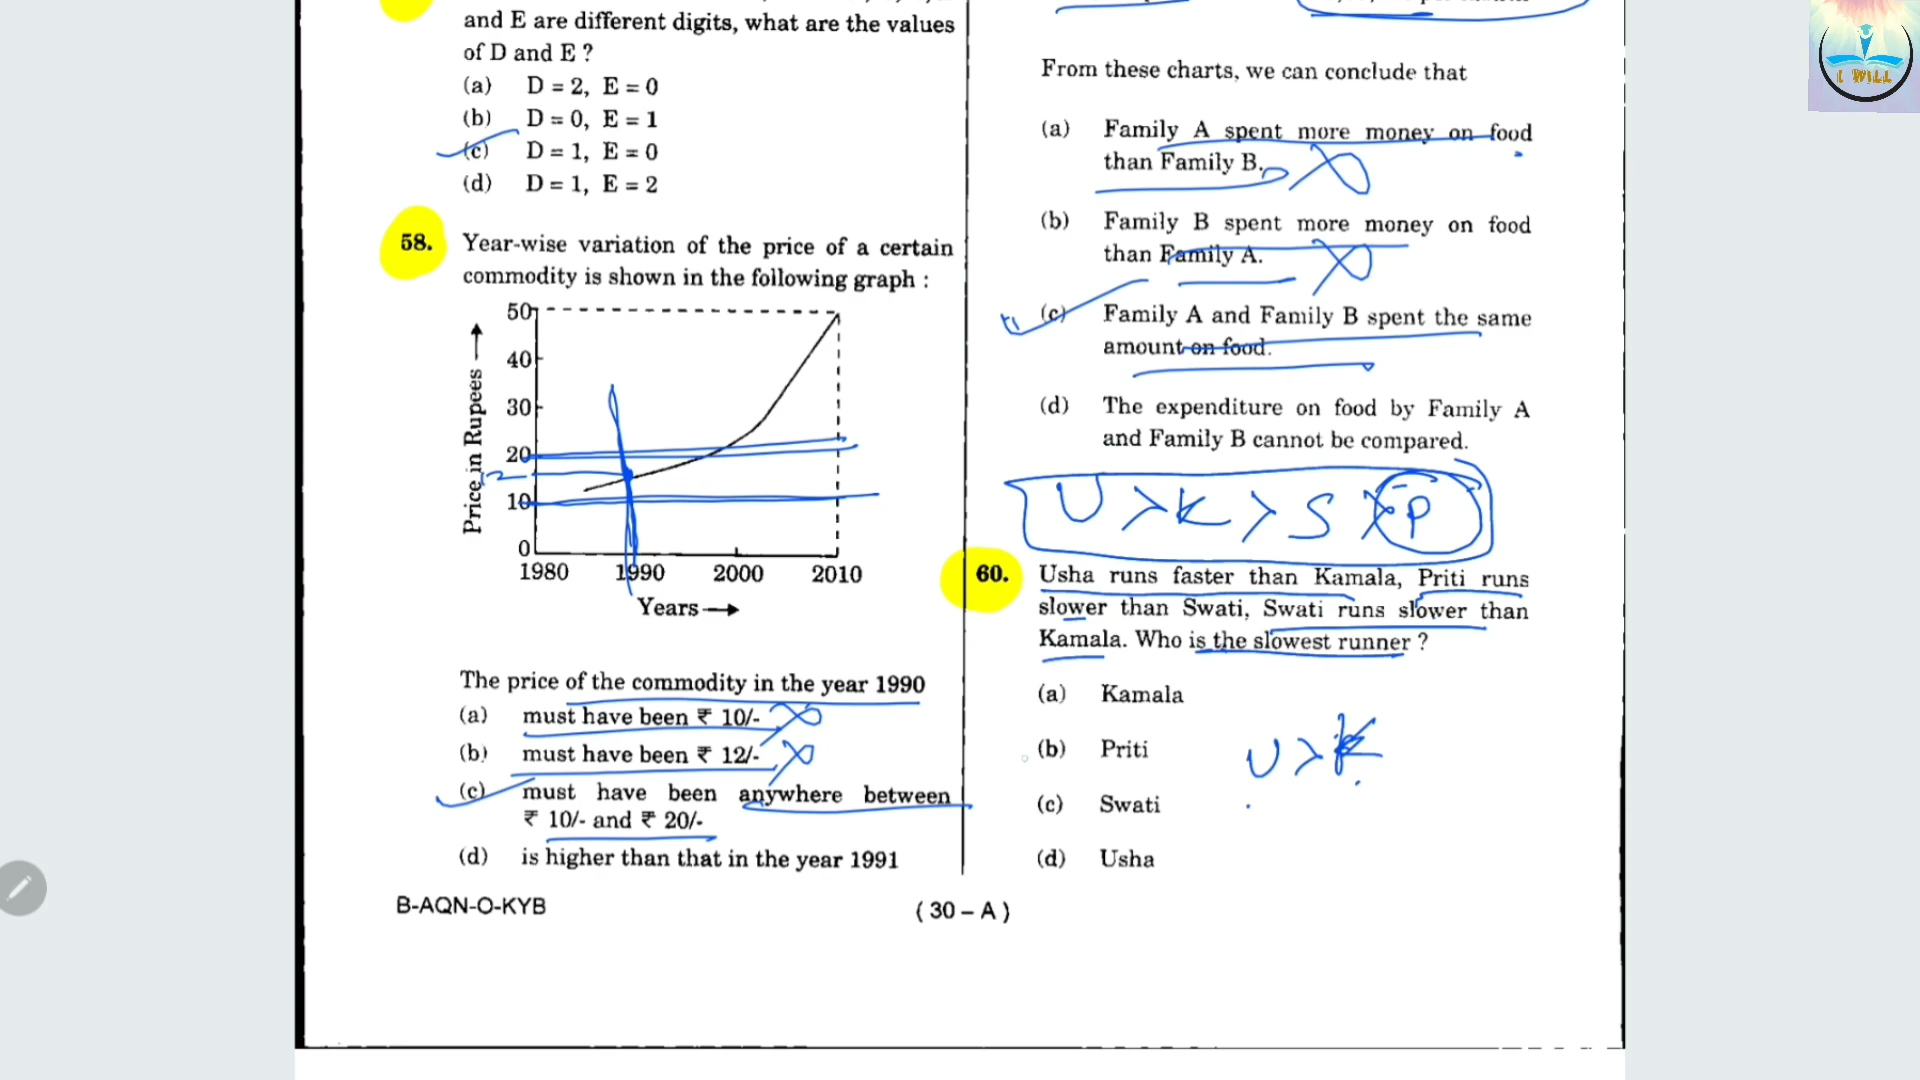 and E are different digits, what are the values
of D and E ?
(a) D = 2, E = 0
(b) D = 0, E = 1
(c) D = 1, E = 0
(d) D = 1, E = 2
58. Year-wise variation of the price of a certain
commodity is shown in the following graph :
50
40
30
20
12
10
0
Price in Rupees
1980 1990 2000 2010
Years
The price of the commodity in the year 1990
(a) must have been ₹ 10/-
(b) must have been ₹ 12/-
(c) must have been anywhere between
₹ 10/- and ₹ 20/-
(d) is higher than that in the year 1991
B-AQN-O-KYB
( 30 – A )
From these charts, we can conclude that
(a) Family A spent more money on food
than Family B.
(b) Family B spent more money on food
than Family A.
(c) Family A and Family B spent the same
amount on food.
(d) The expenditure on food by Family A
and Family B cannot be compared.
U > K > S > P
60. Usha runs faster than Kamala, Priti runs
slower than Swati, Swati runs slower than
Kamala. Who is the slowest runner ?
(a) Kamala
(b) Priti
(c) Swati
(d) Usha
U > K
I WILL